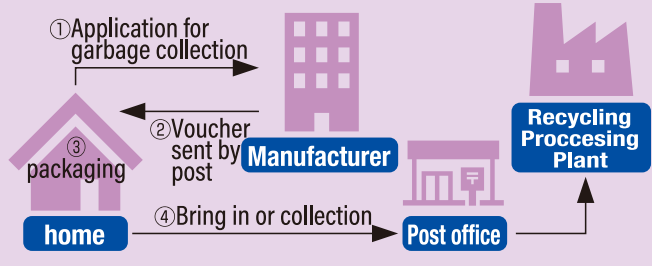 ①Application for
garbage collection
②Voucher
sent by
post
Manufacturer
③
packaging
home
④Bring in or collection
Post office
Recycling
Proccesing
Plant